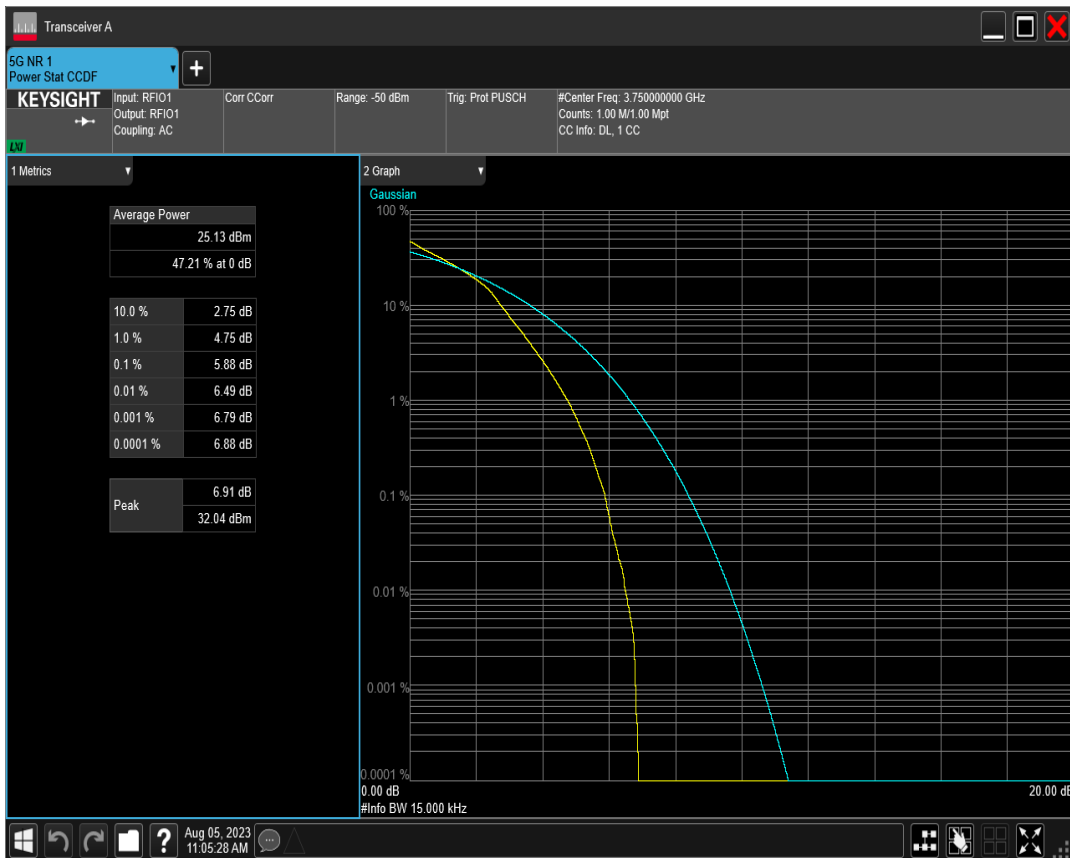 Transceiver A
5G NR 1
Power Stat CCDF
KEYSIGHT
LXI
Input: RFIO1
Output: RFIO1
Coupling: AC
Corr CCorr
Range: -50 dBm
Trig: Prot PUSCH
#Center Freq: 3.750000000 GHz
Counts: 1.00 M/1.00 Mpt
CC Info: DL, 1 CC
1 Metrics
Average Power
25.13 dBm
47.21 % at 0 dB
10.0 % 2.75 dB
1.0 % 4.75 dB
0.1 % 5.88 dB
0.01 % 6.49 dB
0.001 % 6.79 dB
0.0001 % 6.88 dB
Peak
6.91 dB
32.04 dBm
2 Graph
Gaussian
100 %
10 %
1 %
0.1 %
0.01 %
0.001 %
0.0001 %
0.00 dB 20.00 dB
#Info BW 15.000 kHz
Aug 05, 2023
11:05:28 AM